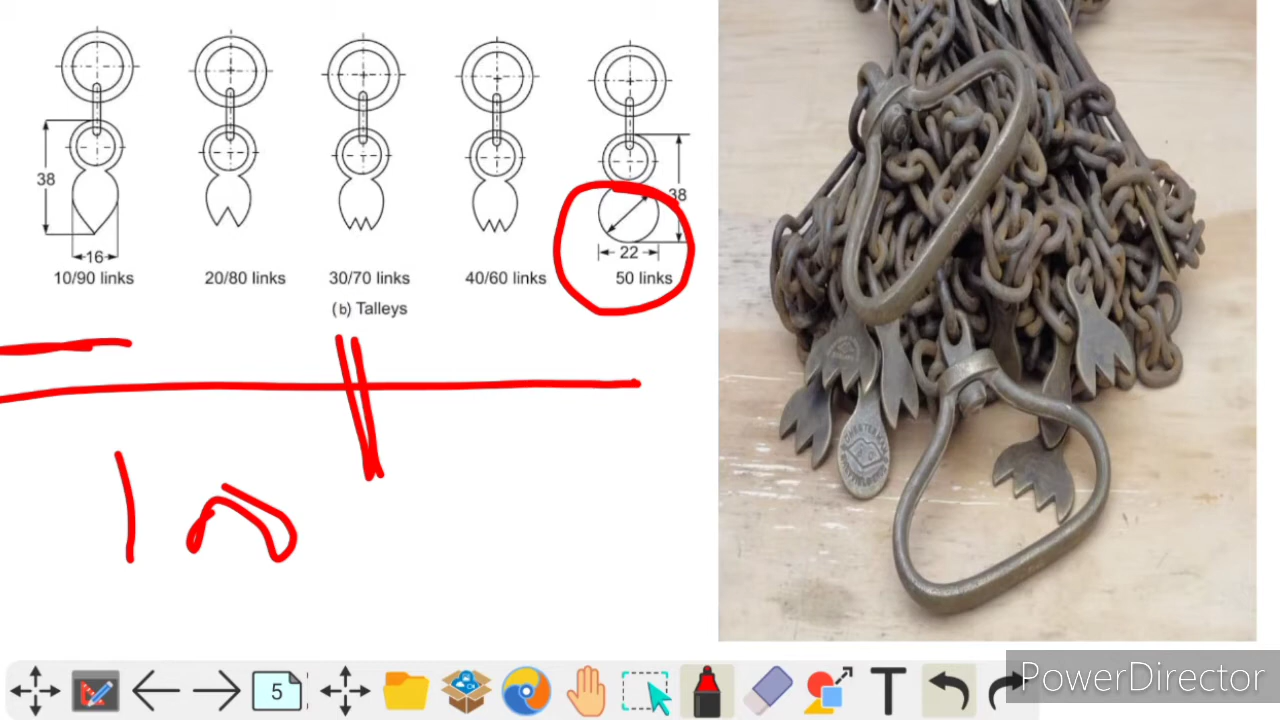 38
38
16
22
10/90 links 20/80 links 30/70 links 40/60 links 50 links
(b) Talleys
5
T
PowerDirector